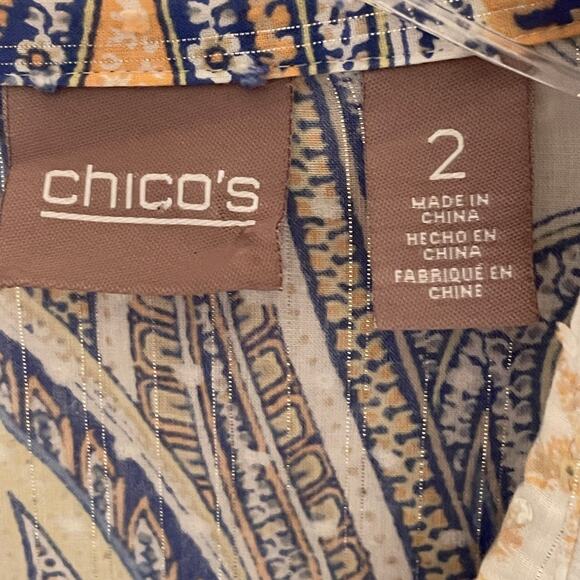 chico's
2
MADE IN
CHINA
HECHO EN
CHINA
FABRIQUÉ EN
CHINE